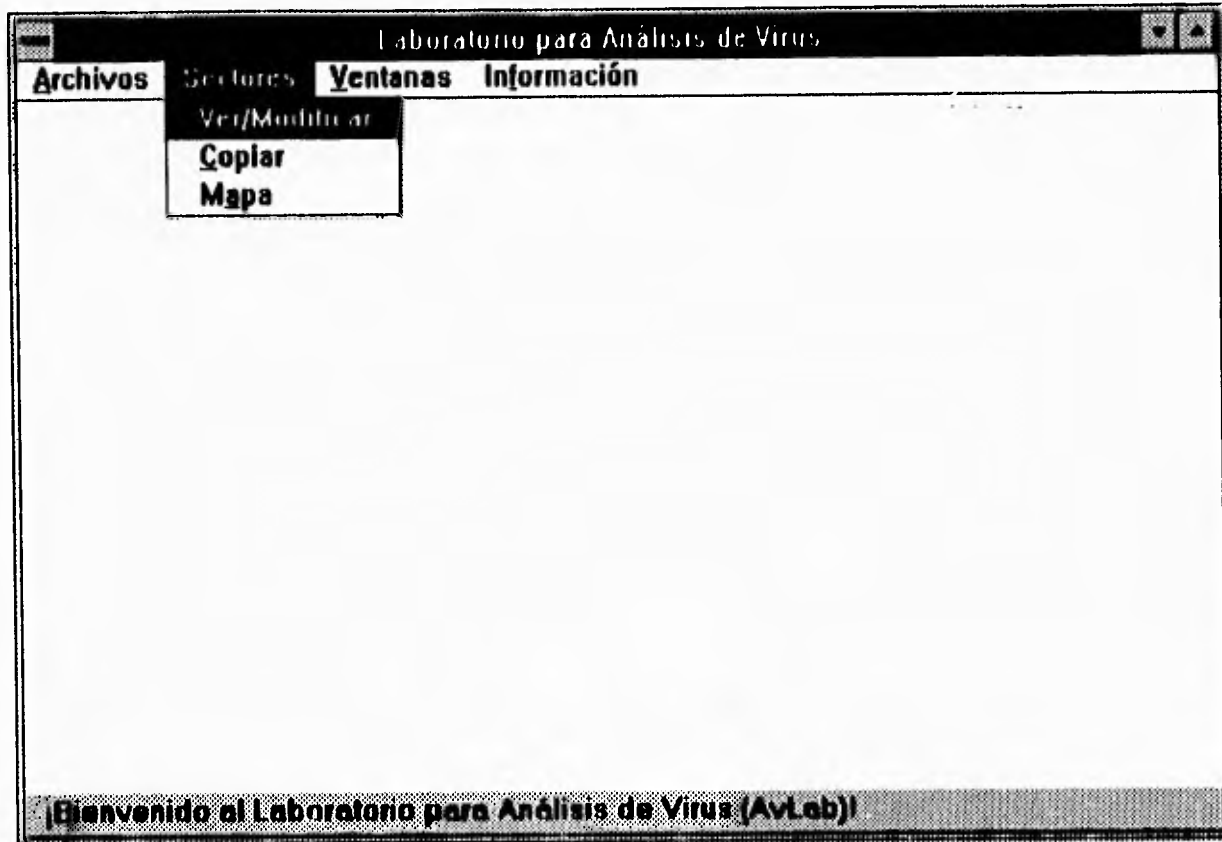 Laboratorio para Análisis de Virus
Archivos Sectores Ventanas Información
Ver/Modificar
Copiar
Mapa
¡Bienvenido al Laboratorio para Análisis de Virus (AvLab)!